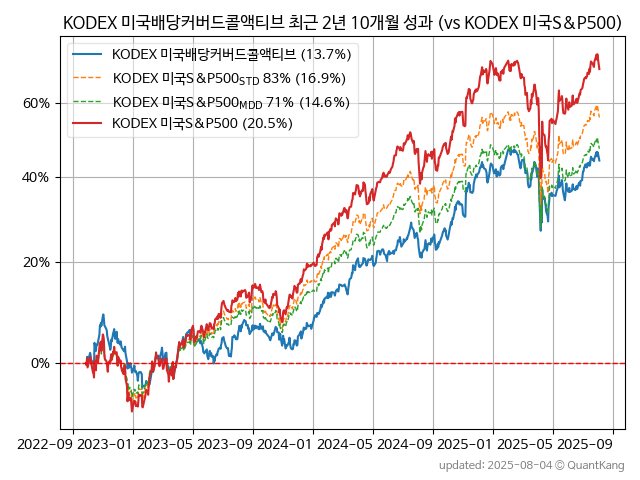 KODEX 미국배당커버드콜액티브 최근 2년 10개월 성과 (vs KODEX 미국S&P500)
KODEX 미국배당커버드콜액티브 (13.7%)
KODEX 미국S&P500STD 83% (16.9%)
KODEX 미국S&P500MDD 71% (14.6%)
KODEX 미국S&P500 (20.5%)
60%
40%
20%
0%
2022-09 2023-01 2023-05 2023-09 2024-01 2024-05 2024-09 2025-01 2025-05 2025-09
updated: 2025-08-04 © QuantKang